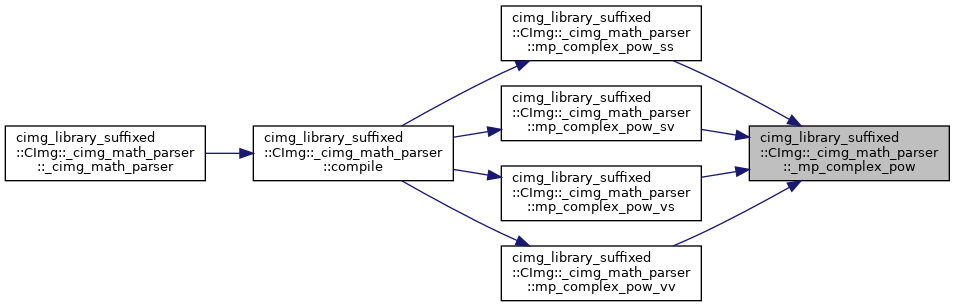 cimg_library_suffixed
::CImg::_cimg_math_parser
::_cimg_math_parser
cimg_library_suffixed
::CImg::_cimg_math_parser
::compile
cimg_library_suffixed
::CImg::_cimg_math_parser
::mp_complex_pow_ss
cimg_library_suffixed
::CImg::_cimg_math_parser
::mp_complex_pow_sv
cimg_library_suffixed
::CImg::_cimg_math_parser
::mp_complex_pow_vs
cimg_library_suffixed
::CImg::_cimg_math_parser
::mp_complex_pow_vv
cimg_library_suffixed
::CImg::_cimg_math_parser
::_mp_complex_pow